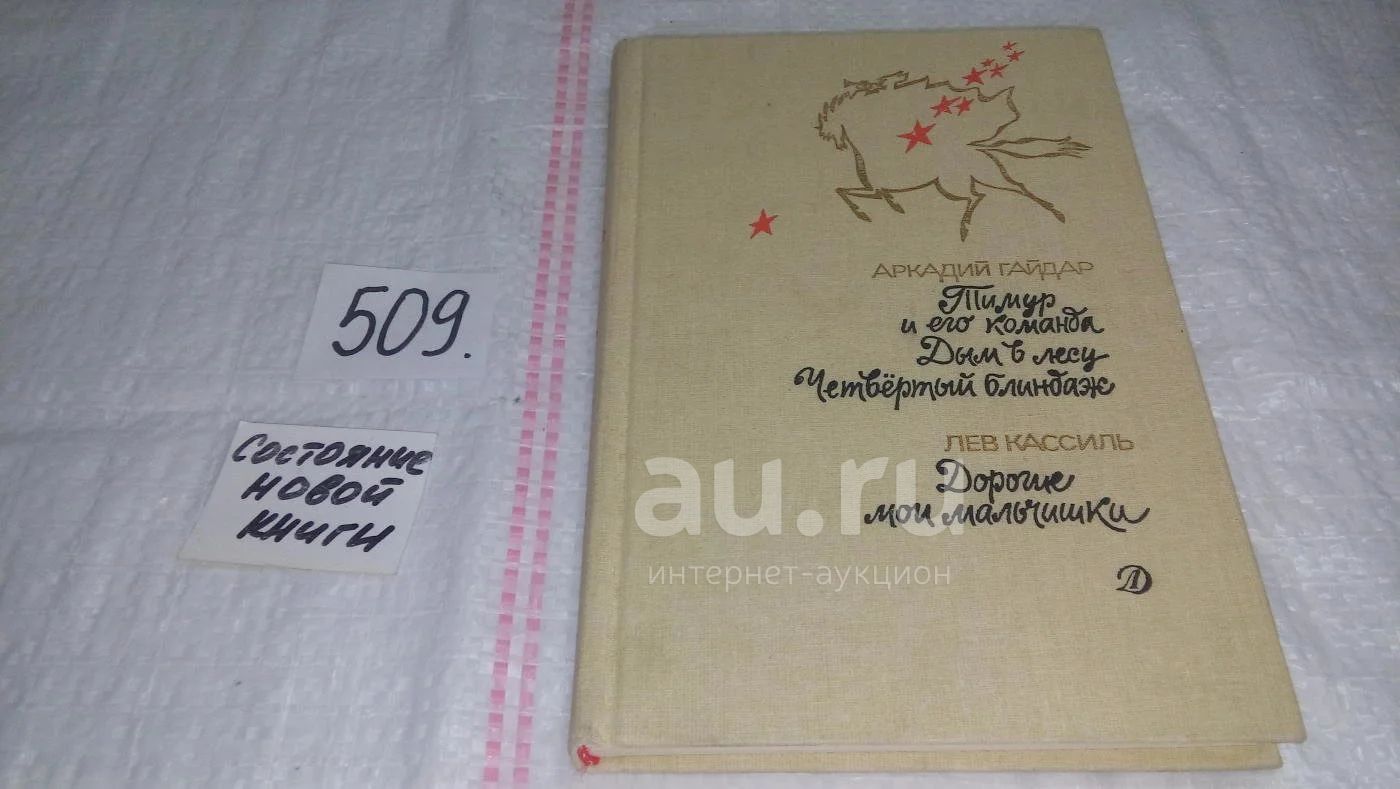 509.
Состояние
новой
книги
АРКАДИЙ ГАЙДАР
Тимур
и его команда
Дым в лесу
Четвёртый блиндаж
ЛЕВ КАССИЛЬ
Дорогие
мои мальчишки
ДЛ
au.ru
интернет-аукцион